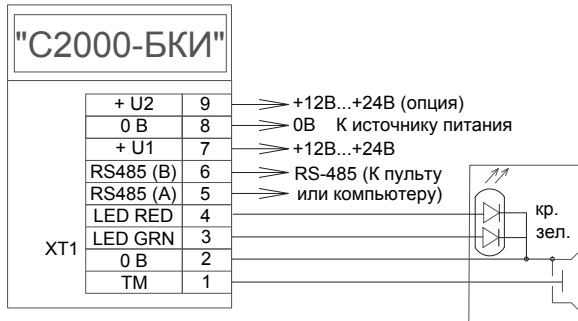 "С2000-БКИ"
+ U2 9 +12В...+24В (опция)
0 В 8 0В К источнику питания
+ U1 7 +12В...+24В
RS485 (B) 6 RS-485 (К пульту
RS485 (A) 5 или компьютеру)
LED RED 4 кр.
LED GRN 3 зел.
XT1 0 В 2
TM 1